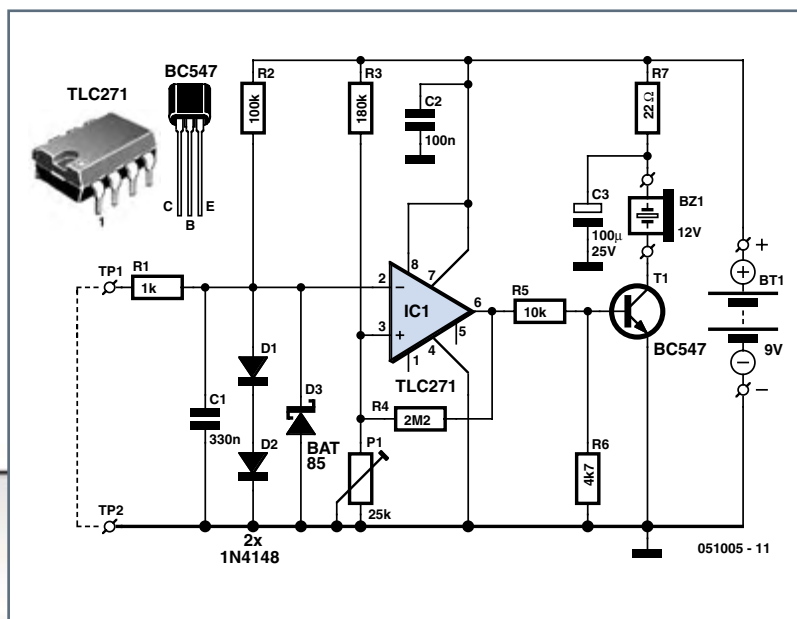 TLC271
BC547
C
B
E
1
R2
100k
R3
180k
C2
100n
R7
22Ω
C3
100µ
25V
BZ1
12V
TP1
R1
1k
2
3
8
7
6
5
4
1
IC1
TLC271
R5
10k
T1
BC547
BT1
9V
D1
D2
D3
BAT
85
C1
330n
R4
2M2
P1
25k
R6
4k7
TP2
2x
1N4148
051005 - 11